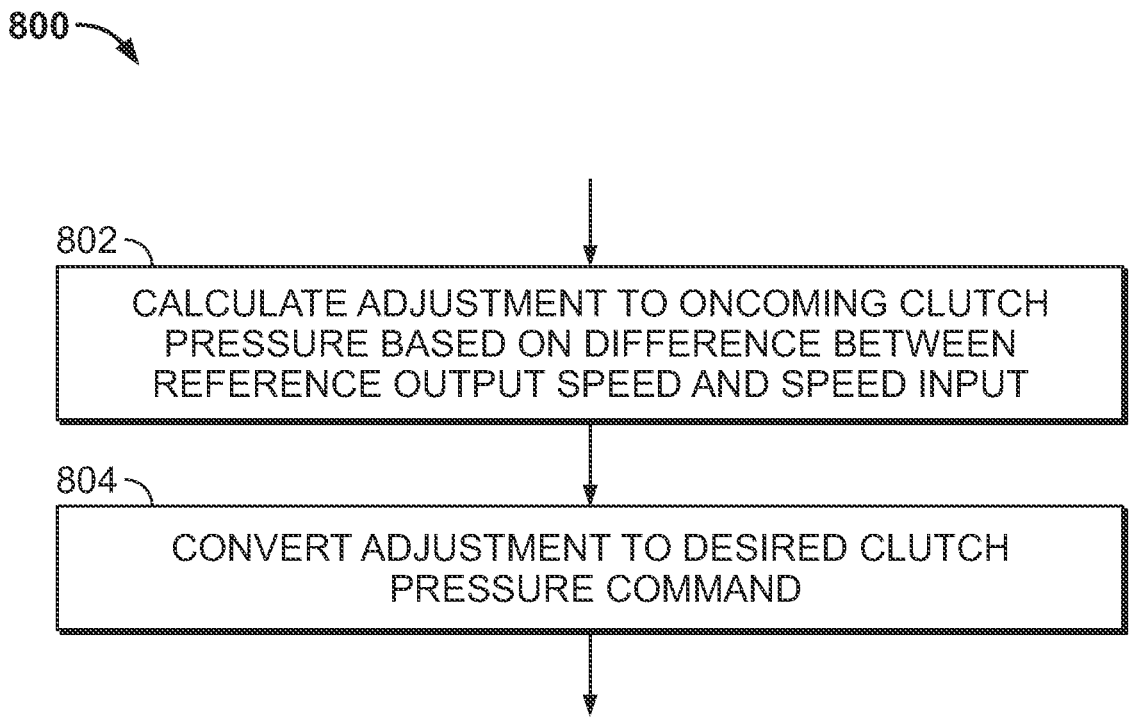 800
802
CALCULATE ADJUSTMENT TO ONCOMING CLUTCH
PRESSURE BASED ON DIFFERENCE BETWEEN
REFERENCE OUTPUT SPEED AND SPEED INPUT
804
CONVERT ADJUSTMENT TO DESIRED CLUTCH
PRESSURE COMMAND